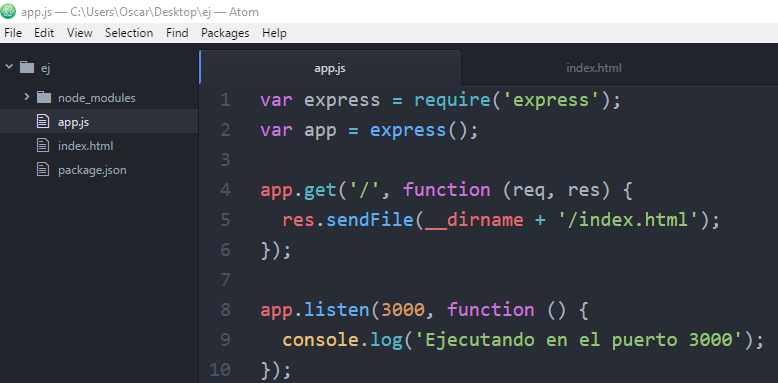 app.js — C:\Users\Oscar\Desktop\ej — Atom
File Edit View Selection Find Packages Help
ej
node_modules
app.js
index.html
package.json
app.js index.html
1 var express = require('express');
2 var app = express();
3
4 app.get('/', function (req, res) {
5   res.sendFile(__dirname + '/index.html');
6 });
7
8 app.listen(3000, function () {
9   console.log('Ejecutando en el puerto 3000');
10 });